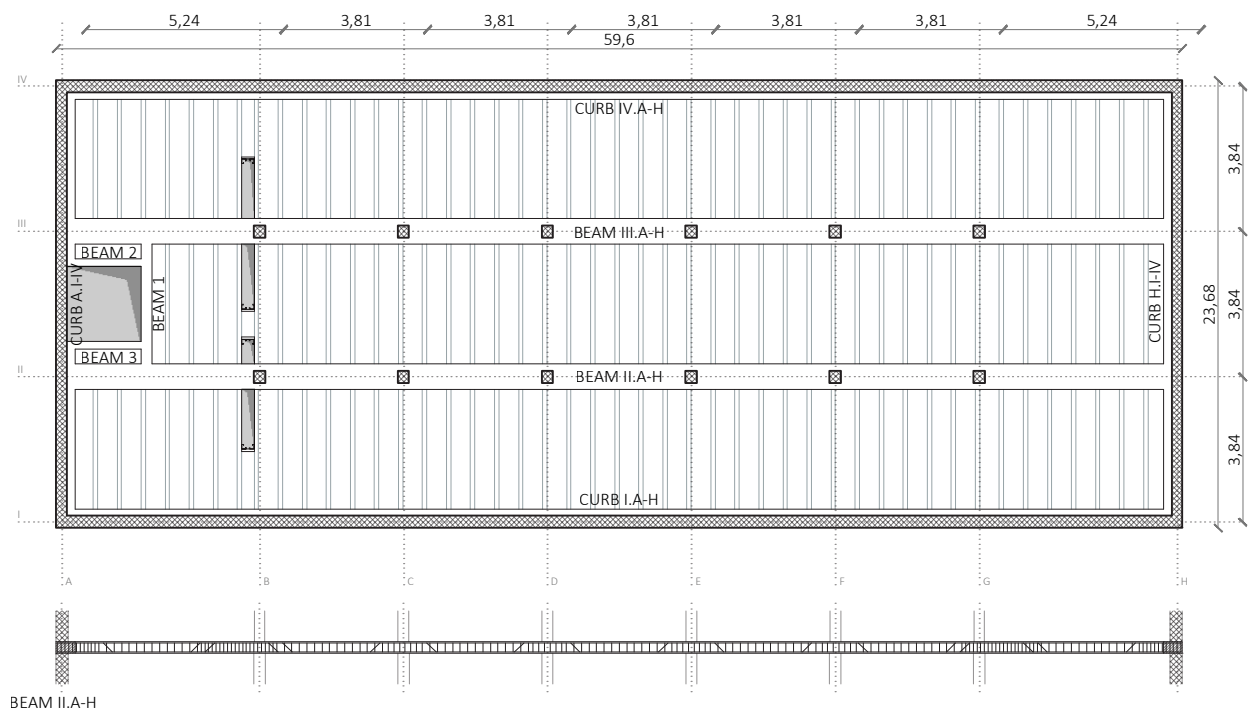 5,24 3,81 3,81 3,81 3,81 3,81 5,24
59,6
IV
CURB IV.A-H
3,84
III
BEAM III.A-H
BEAM 2
CURB A.I-IV
BEAM 1
CURB H.I-IV
23,68
3,84
BEAM 3
II
BEAM II.A-H
3,84
CURB I.A-H
I
A B C D E F G H
BEAM II.A-H